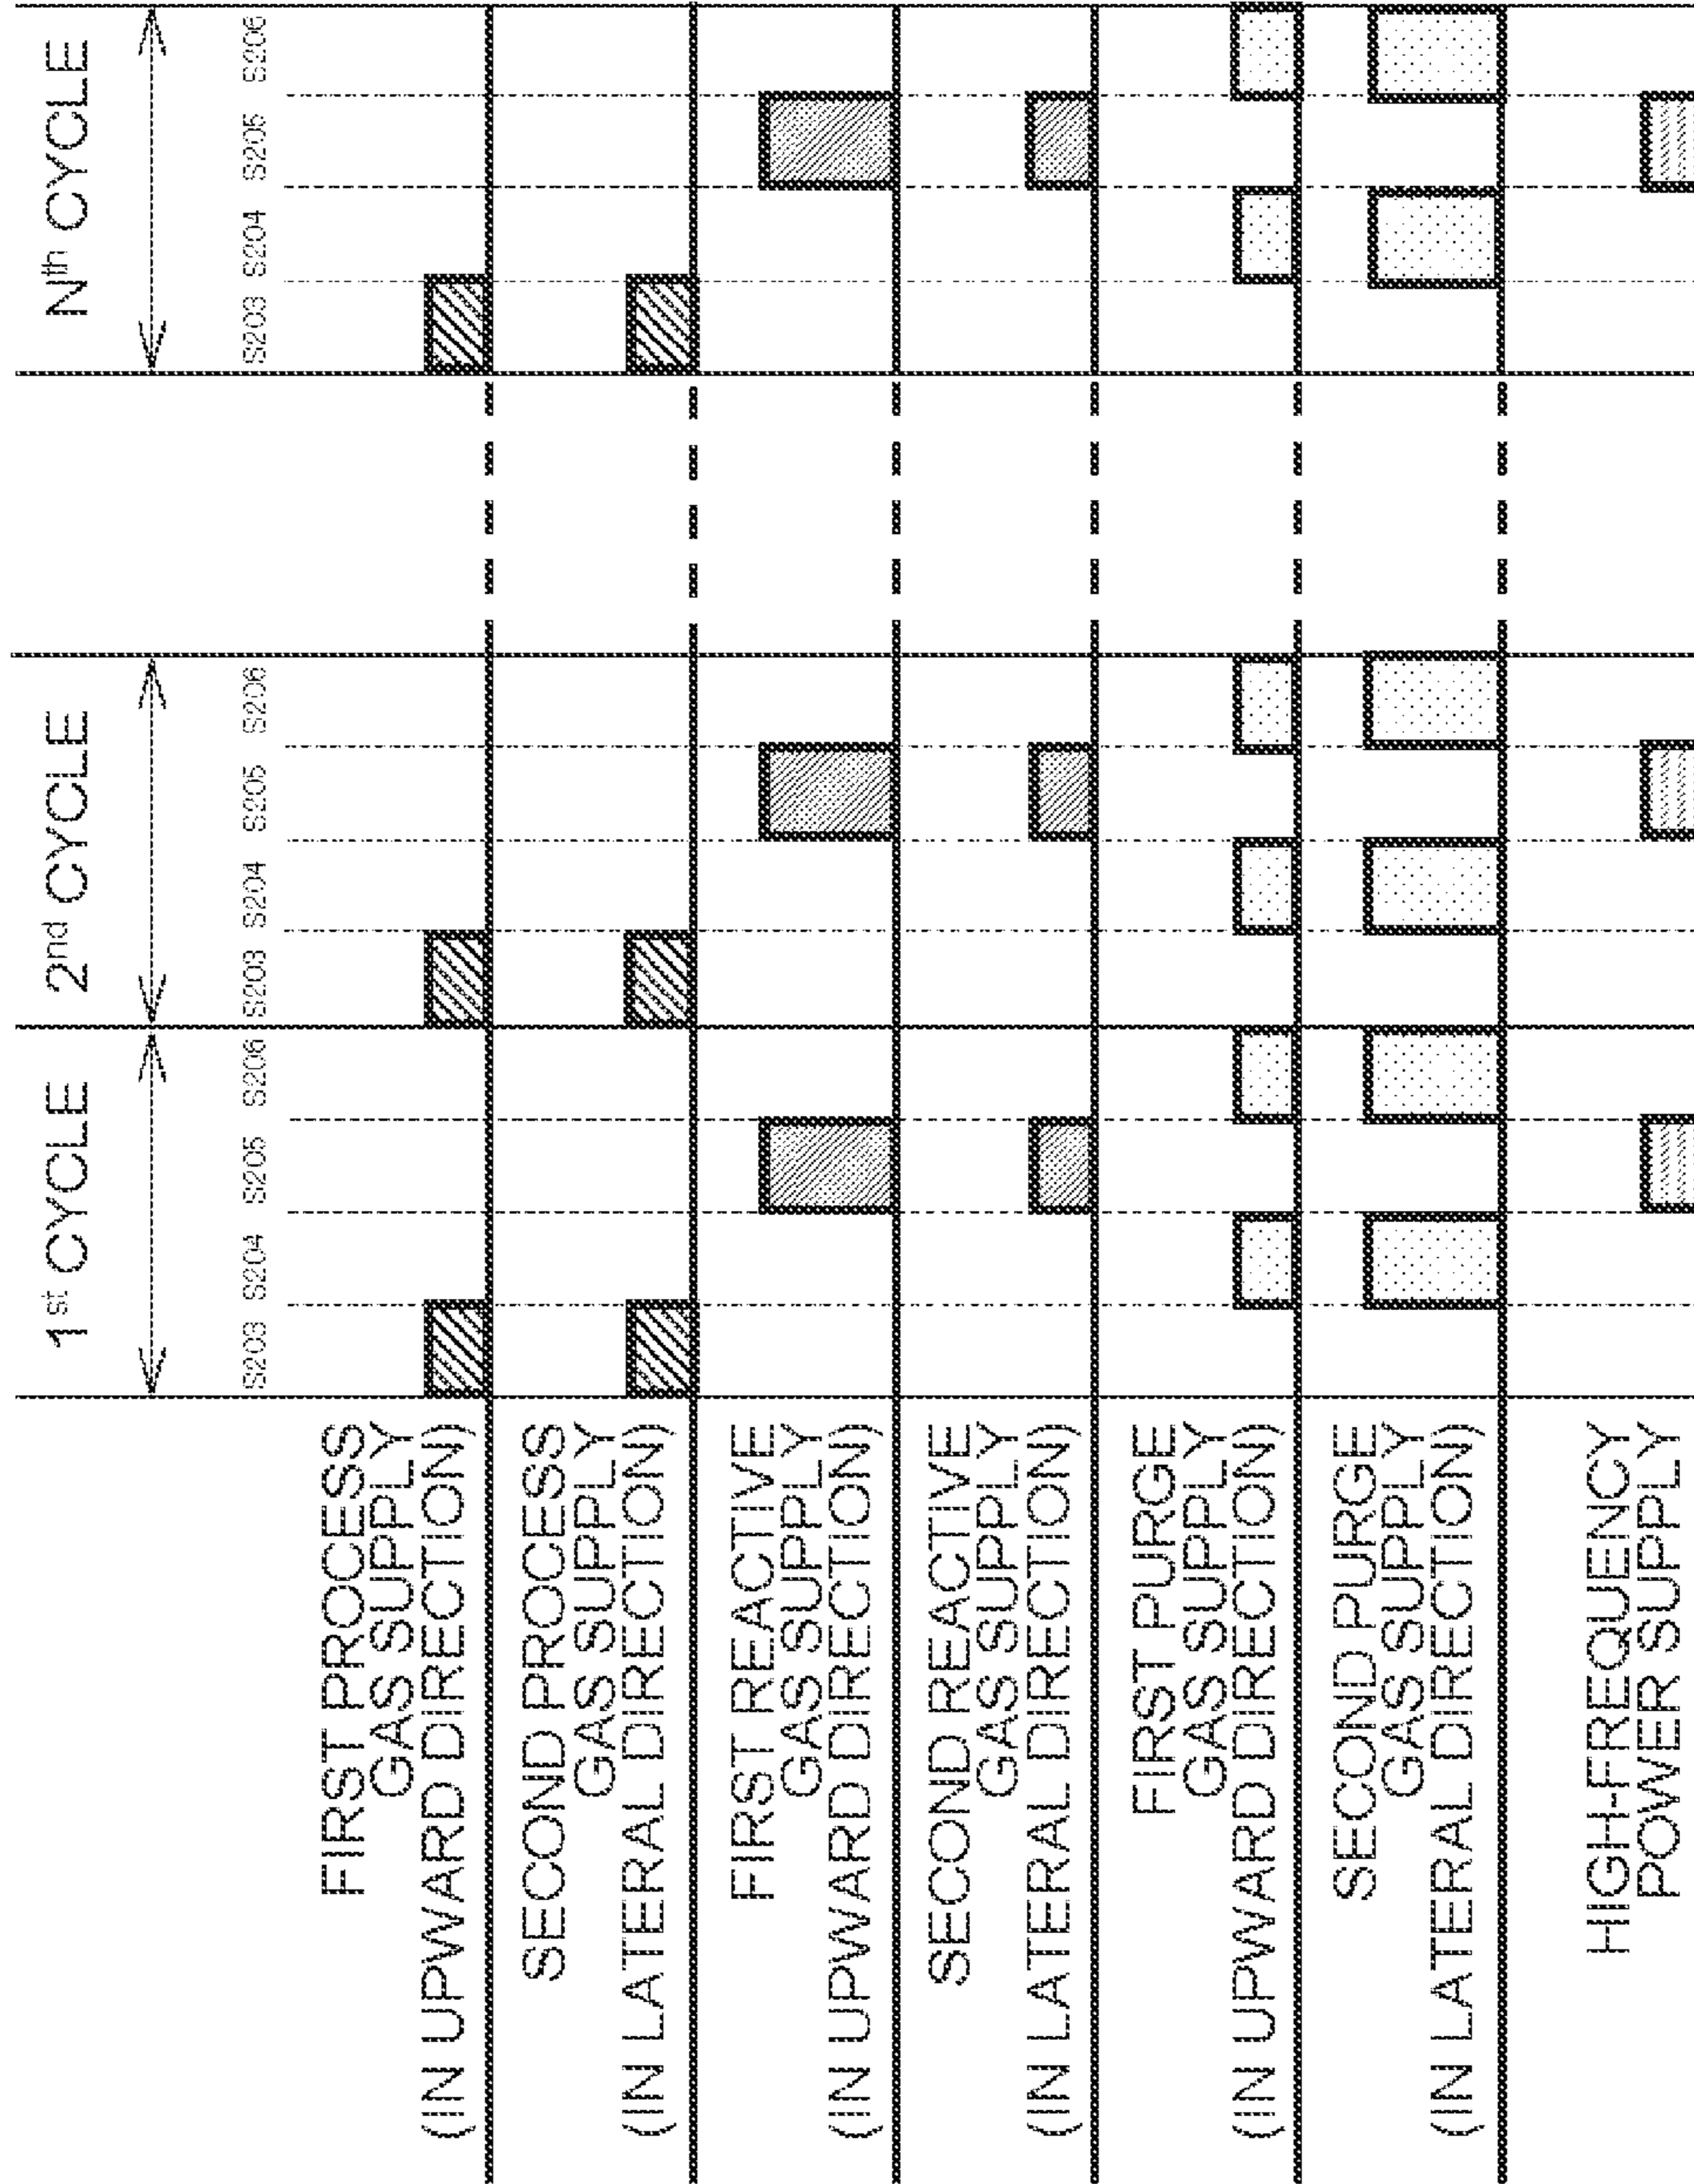 1st CYCLE 2nd CYCLE Nth CYCLE
S203 S204 S205 S206 S203 S204 S205 S206 S203 S204 S205 S206
FIRST PROCESS
GAS SUPPLY
(IN UPWARD DIRECTION)
SECOND PROCESS
GAS SUPPLY
(IN LATERAL DIRECTION)
FIRST REACTIVE
GAS SUPPLY
(IN UPWARD DIRECTION)
SECOND REACTIVE
GAS SUPPLY
(IN LATERAL DIRECTION)
FIRST PURGE
GAS SUPPLY
(IN UPWARD DIRECTION)
SECOND PURGE
GAS SUPPLY
(IN LATERAL DIRECTION)
HIGH-FREQUENCY
POWER SUPPLY